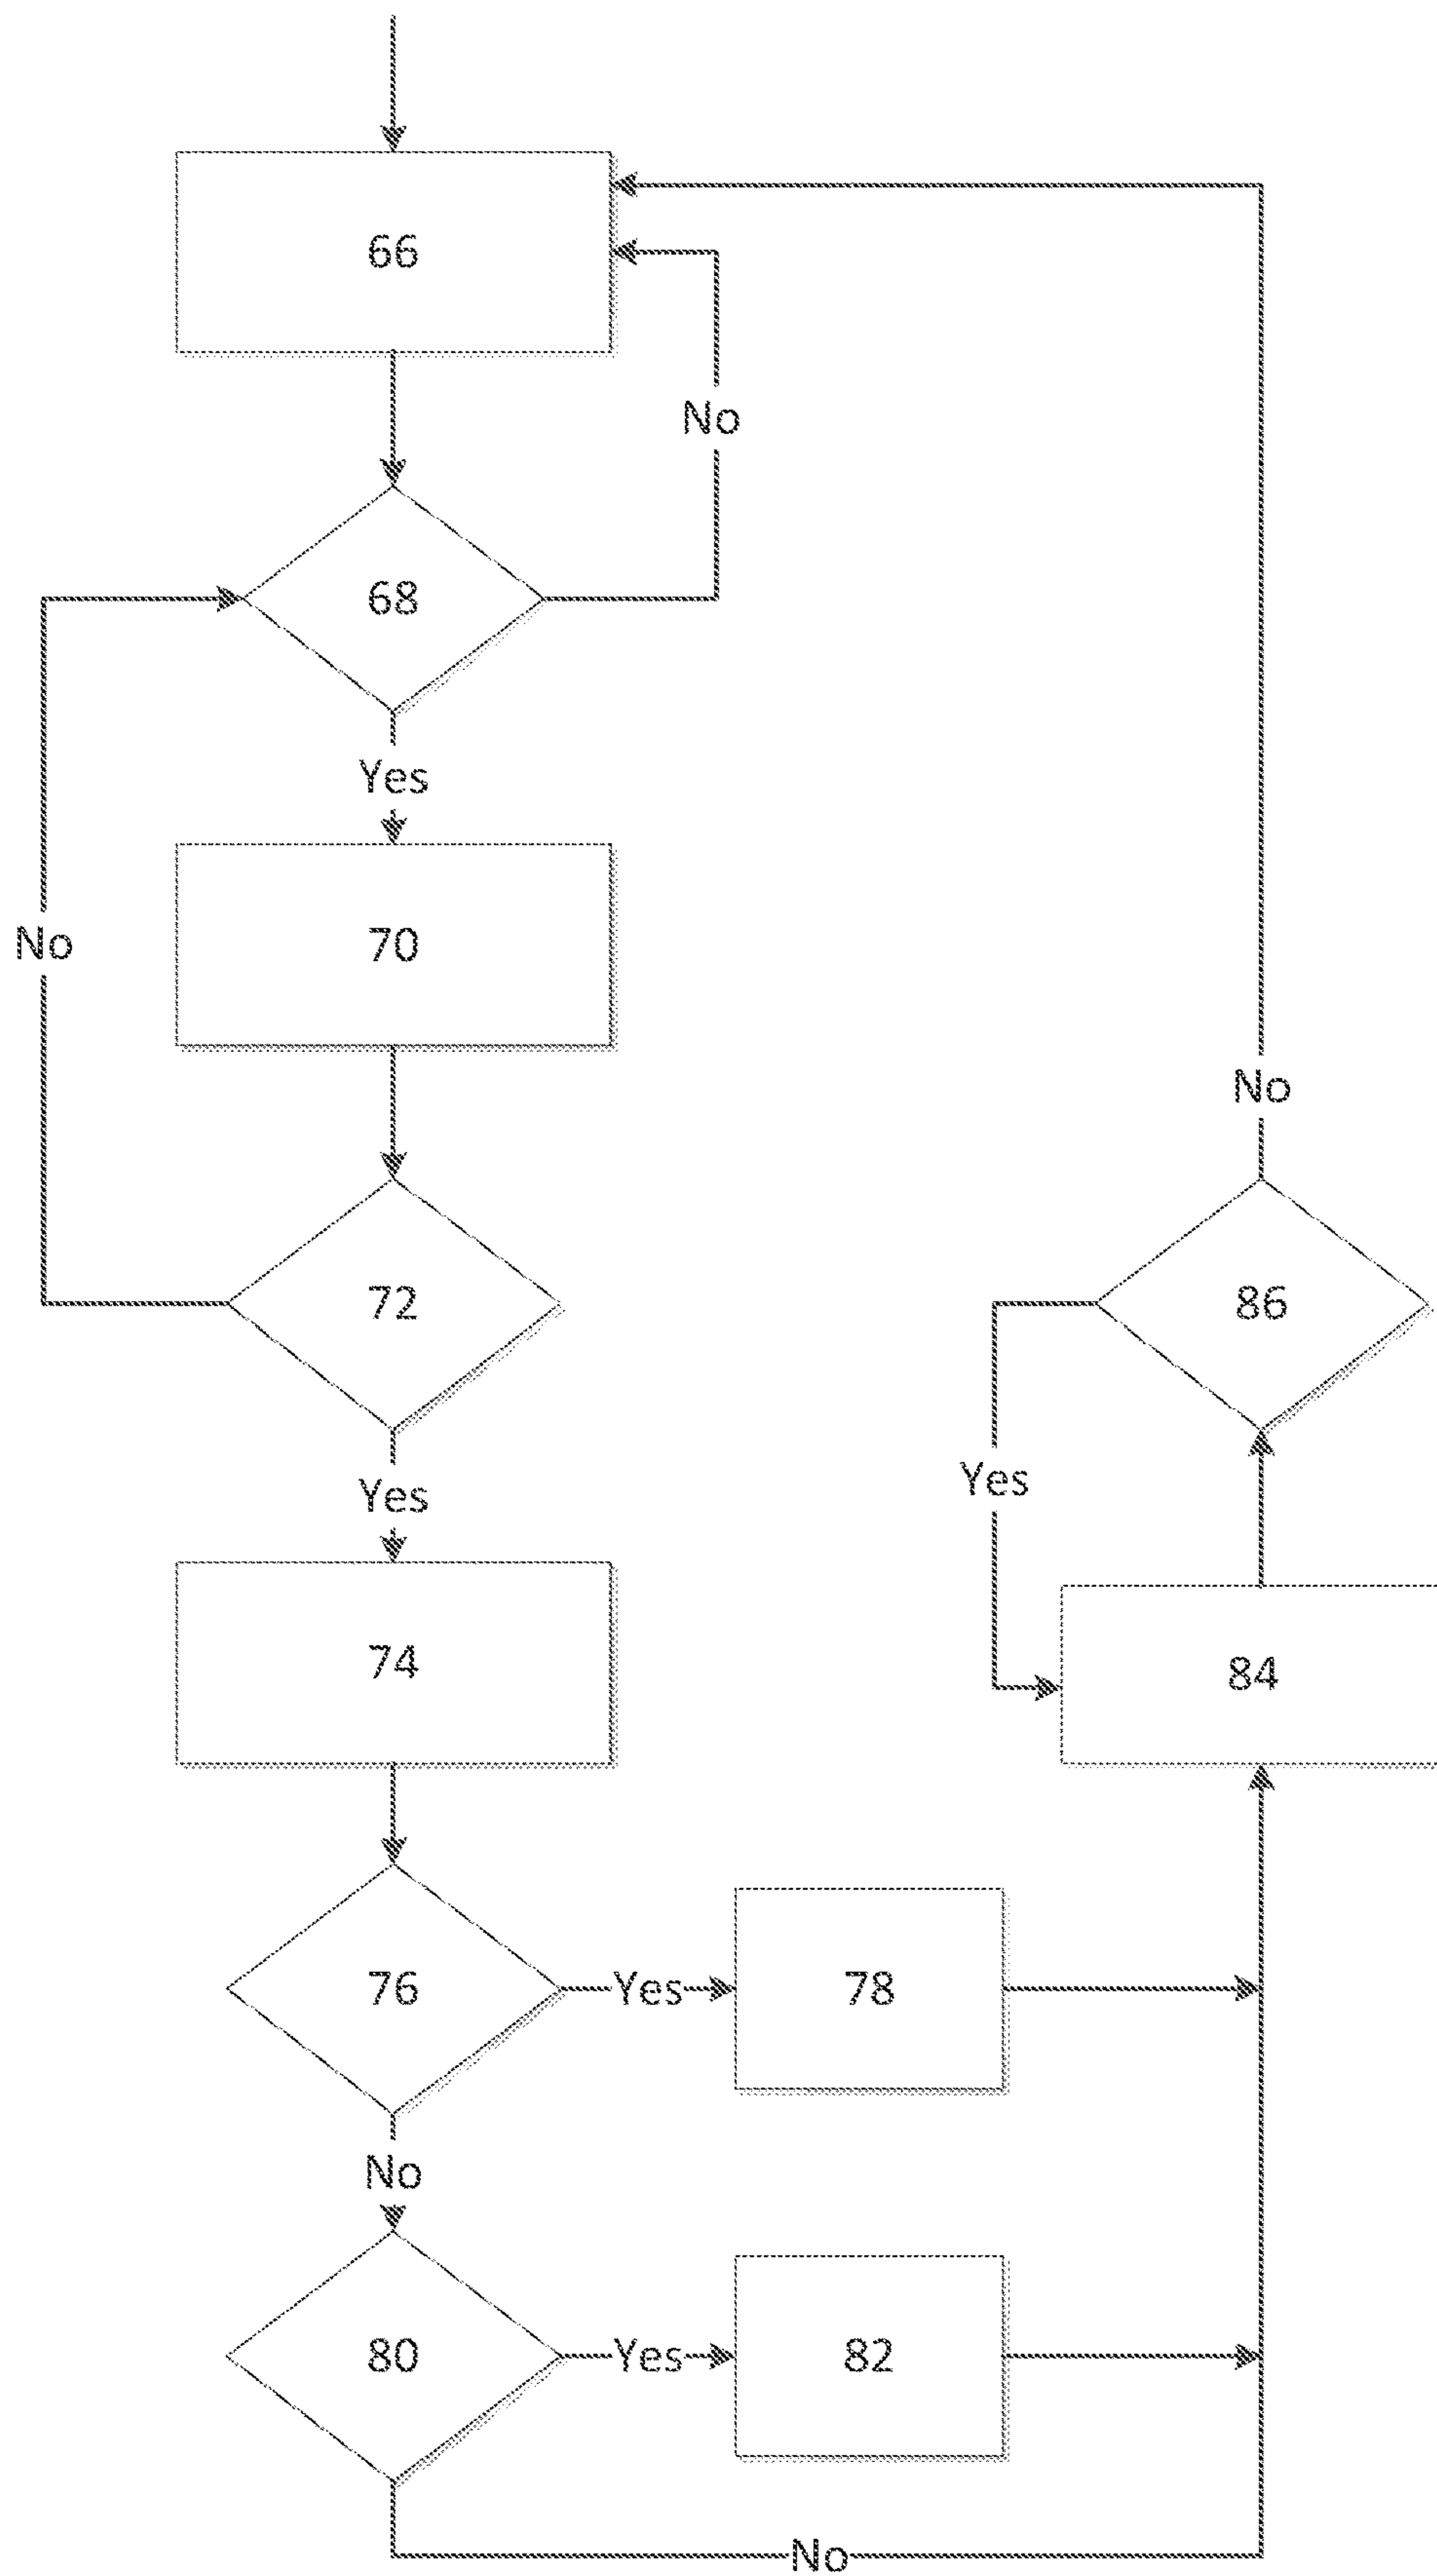 66
No
68
Yes
70
No
No
72
86
Yes
Yes
74
84
76
Yes
78
No
80
Yes
82
No